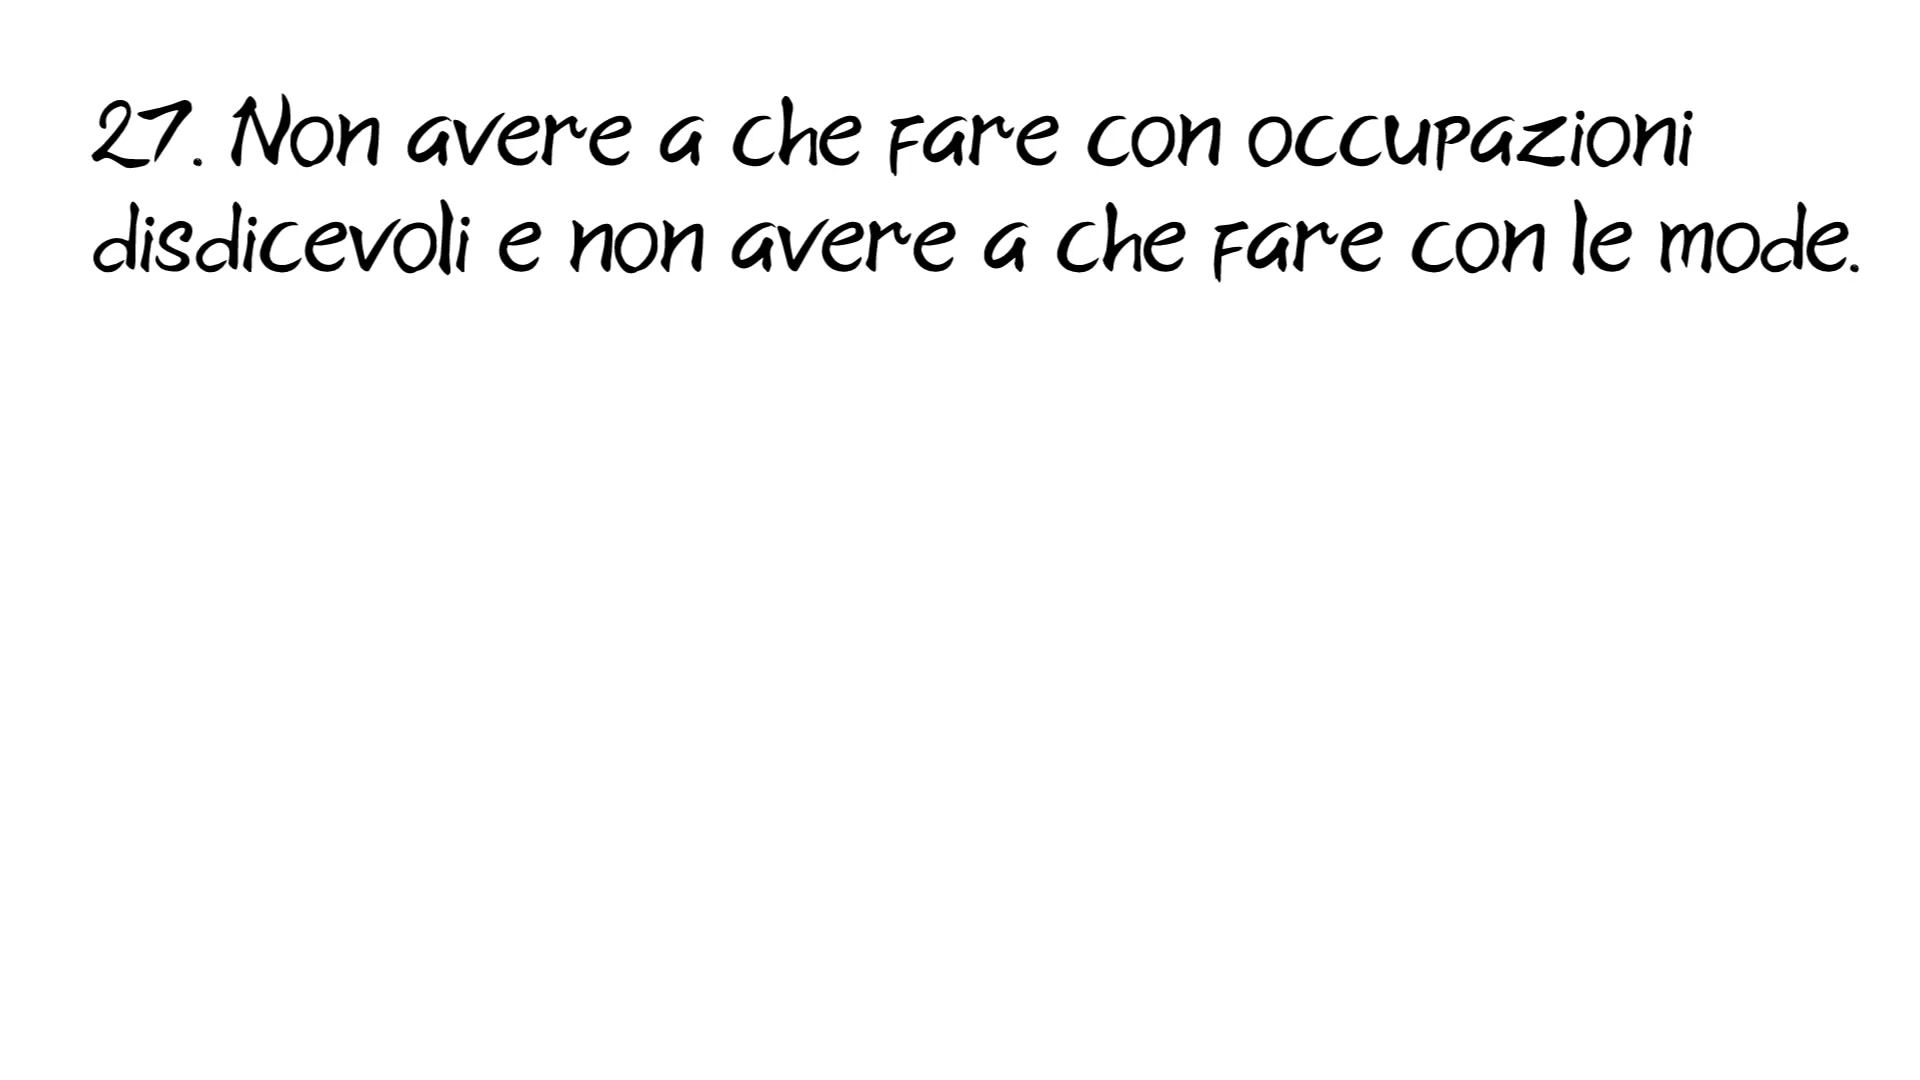 27. Non avere a che fare con occupazioni
disdicevoli e non avere a che fare con le mode.